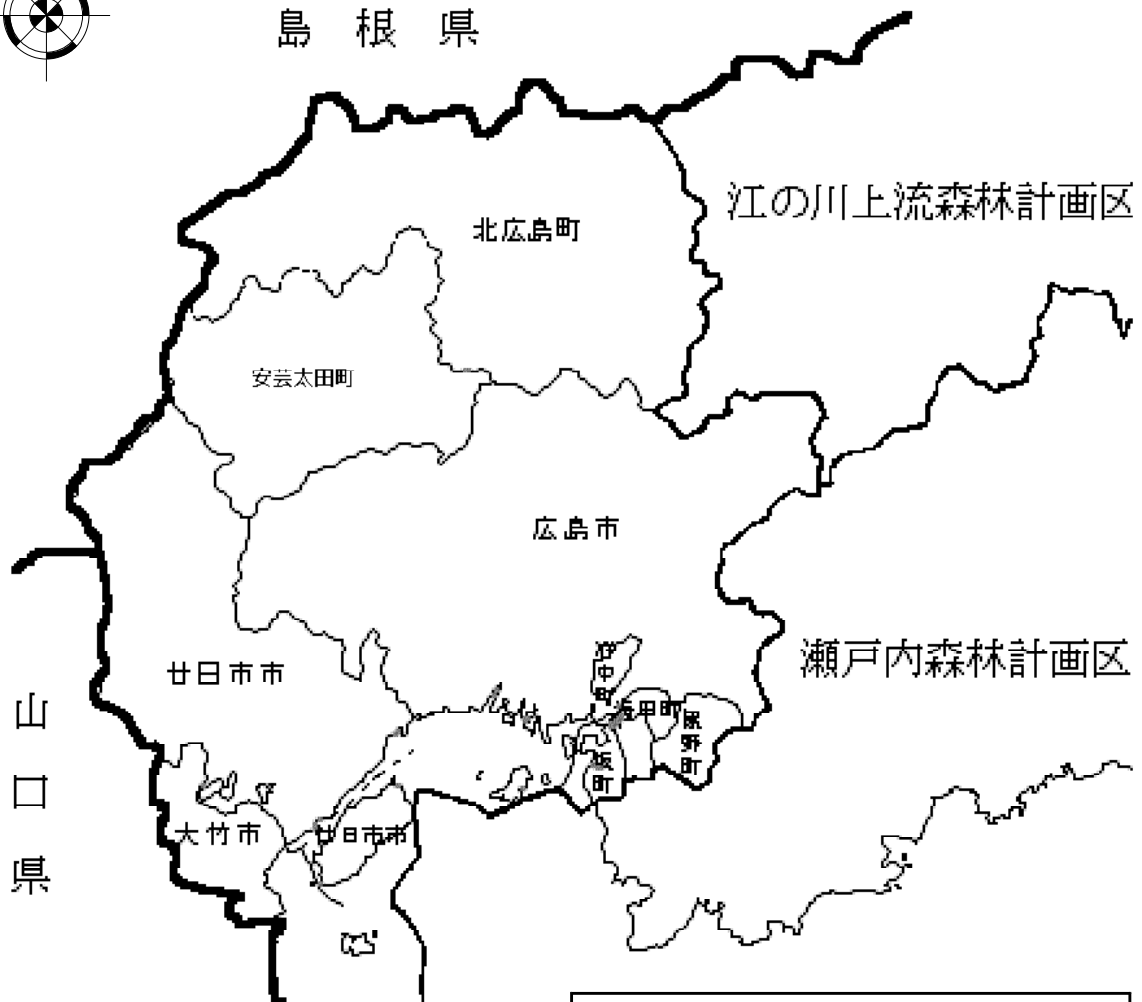 島根県
江の川上流森林計画区
北広島町
安芸太田町
広島市
瀬戸内森林計画区
廿日市市
府中町
海田町
熊野町
坂町
山口県
大竹市
廿日市市